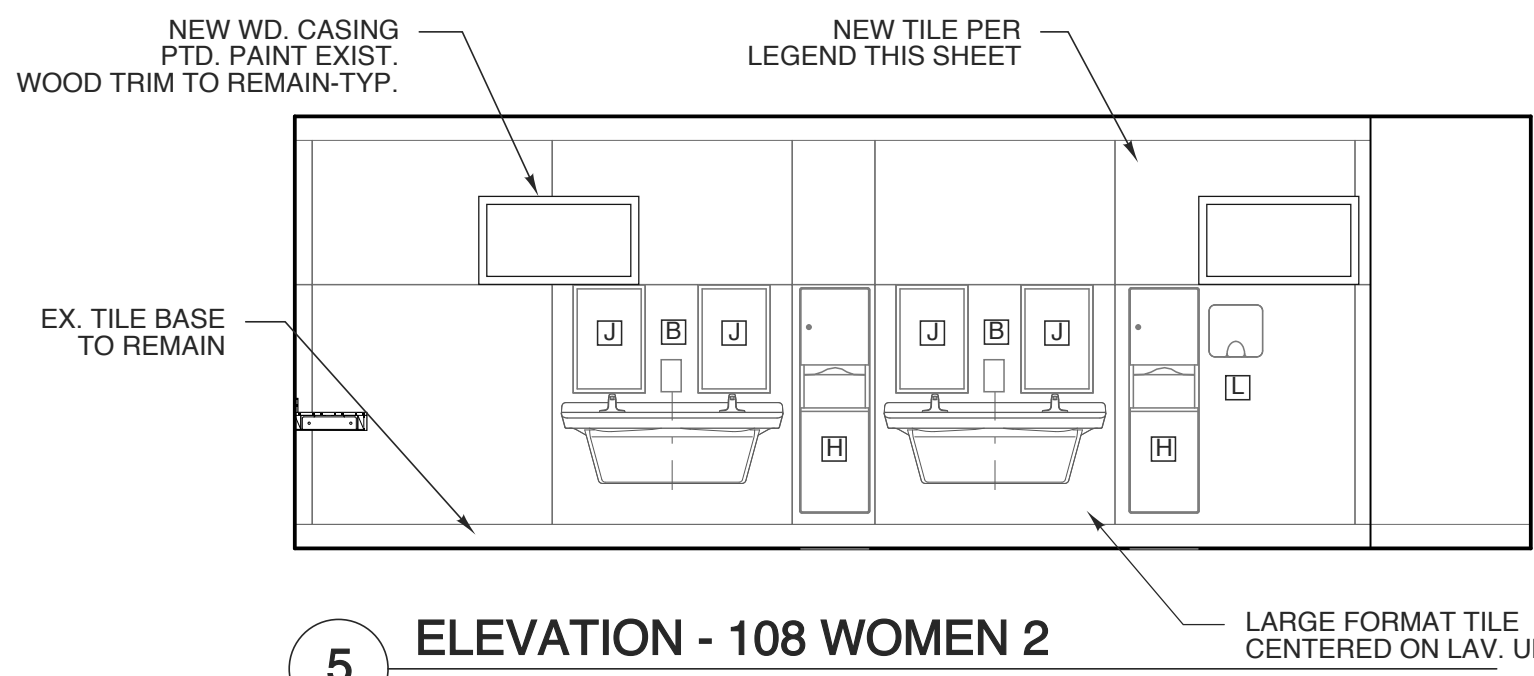 NEW WD. CASING
PTD. PAINT EXIST.
WOOD TRIM TO REMAIN-TYP.
NEW TILE PER
LEGEND THIS SHEET
EX. TILE BASE
TO REMAIN
J
B
J
J
B
J
L
H
H
5
ELEVATION - 108 WOMEN 2
LARGE FORMAT TILE
CENTERED ON LAV.